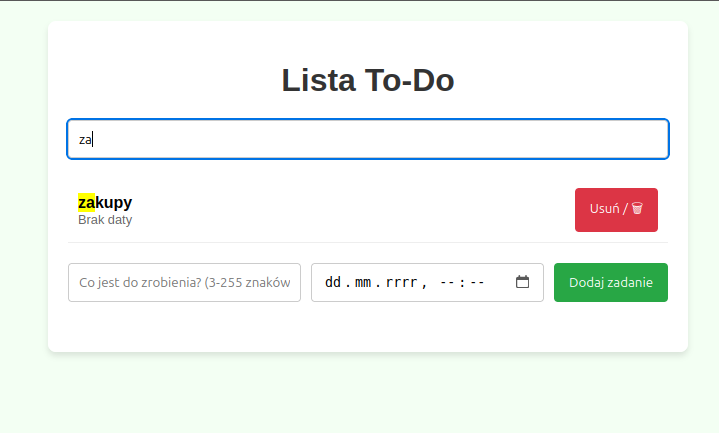 Lista To-Do
za
zakupy
Brak daty
Usuń / 🗑
Co jest do zrobienia? (3-255 znaków
dd.mm.rrrr, --:--
Dodaj zadanie